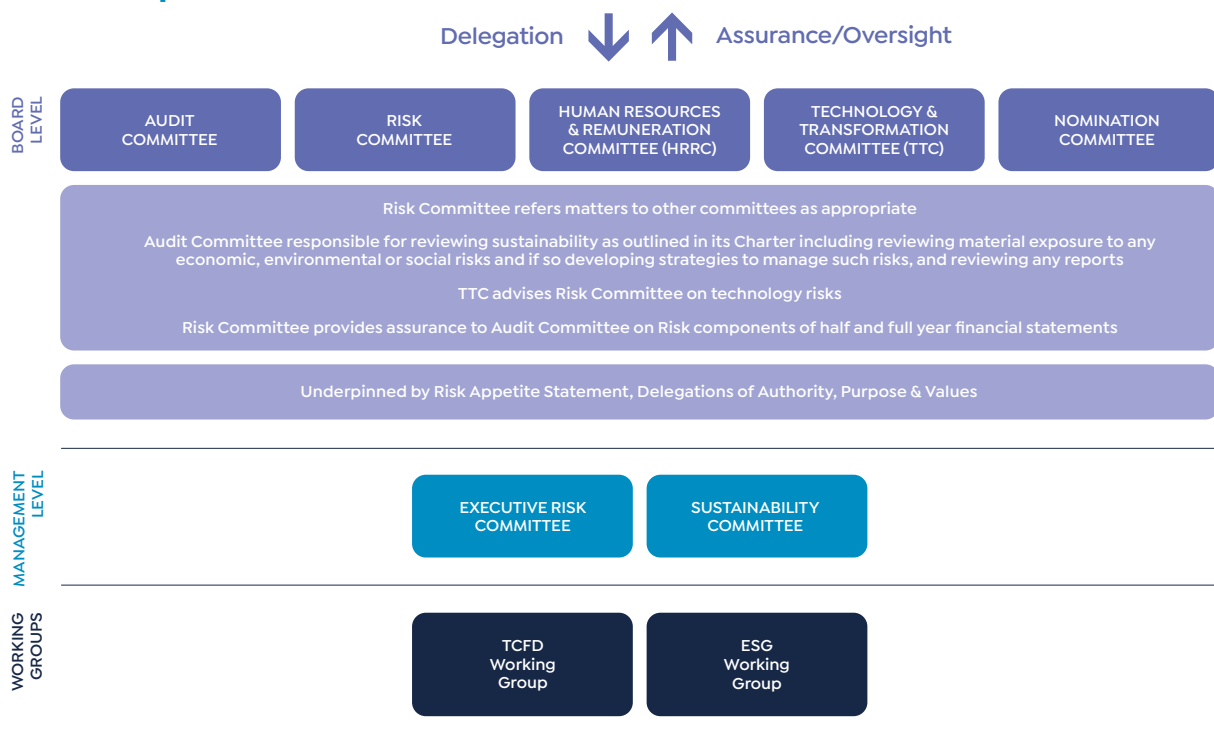 Delegation
Assurance/Oversight
BOARD
LEVEL
AUDIT
COMMITTEE
RISK
COMMITTEE
HUMAN RESOURCES
& REMUNERATION
COMMITTEE (HRRC)
TECHNOLOGY &
TRANSFORMATION
COMMITTEE (TTC)
NOMINATION
COMMITTEE
Risk Committee refers matters to other committees as appropriate
Audit Committee responsible for reviewing sustainability as outlined in its Charter including reviewing material exposure to any
economic, environmental or social risks and if so developing strategies to manage such risks, and reviewing any reports
TTC advises Risk Committee on technology risks
Risk Committee provides assurance to Audit Committee on Risk components of half and full year financial statements
Underpinned by Risk Appetite Statement, Delegations of Authority, Purpose & Values
MANAGEMENT
LEVEL
EXECUTIVE RISK
COMMITTEE
SUSTAINABILITY
COMMITTEE
WORKING
GROUPS
TCFD
Working
Group
ESG
Working
Group